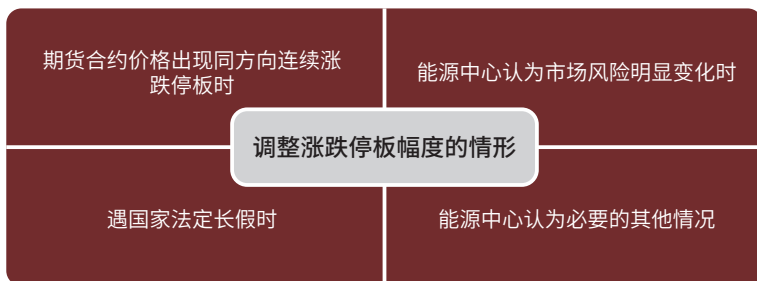 期货合约价格出现同方向连续涨
跌停板时
能源中心认为市场风险明显变化时
调整涨跌停板幅度的情形
遇国家法定长假时
能源中心认为必要的其他情况